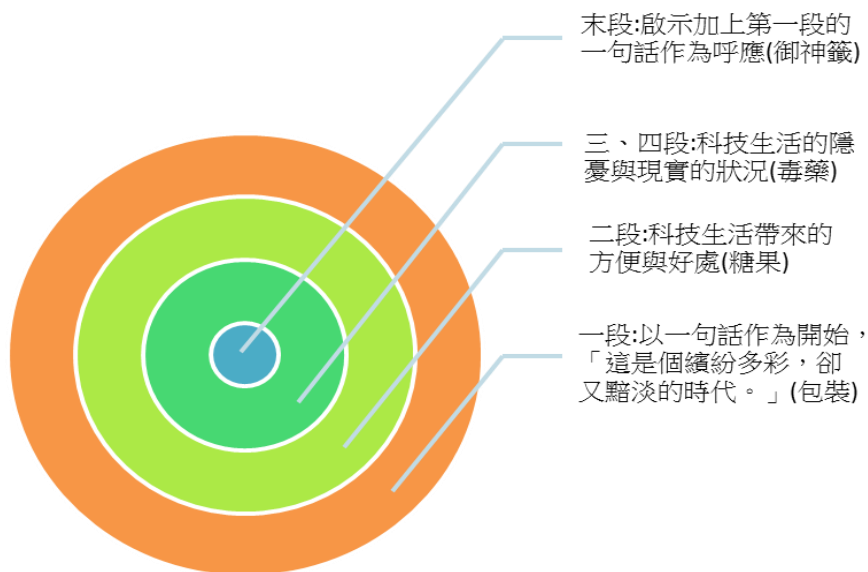 末段:啟示加上第一段的
一句話作為呼應(御神籤)
三、四段:科技生活的隱
憂與現實的狀況(毒藥)
二段:科技生活帶來的
方便與好處(糖果)
一段:以一句話作為開始，
「這是個繽紛多彩，卻
又黯淡的時代。」(包裝)